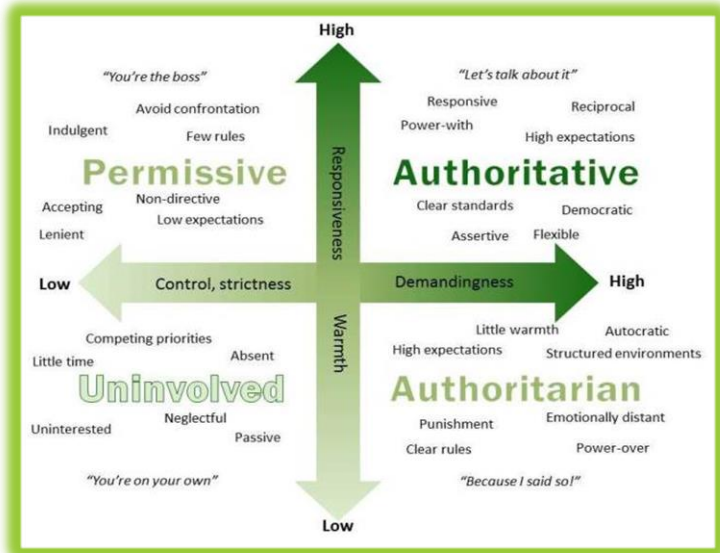 High
"You're the boss"
"Let's talk about it"
Avoid confrontation
Indulgent
Few rules
Responsive
Reciprocal
Power-with
High expectations
Permissive
Authoritative
Accepting
Non-directive
Low expectations
Lenient
Clear standards
Democratic
Assertive
Flexible
Responsiveness
Low
Control, strictness
Demandingness
High
Warmth
Competing priorities
Little time
Absent
Uninvolved
Neglectful
Uninterested
Passive
"You're on your own"
Little warmth
Autocratic
High expectations
Structured environments
Authoritarian
Punishment
Emotionally distant
Clear rules
Power-over
"Because I said so!"
Low